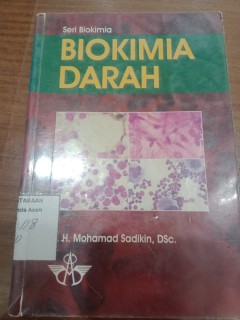 Seri Biokimia
BIOKIMIA
DARAH
H. Mohamad Sadikin, DSc.